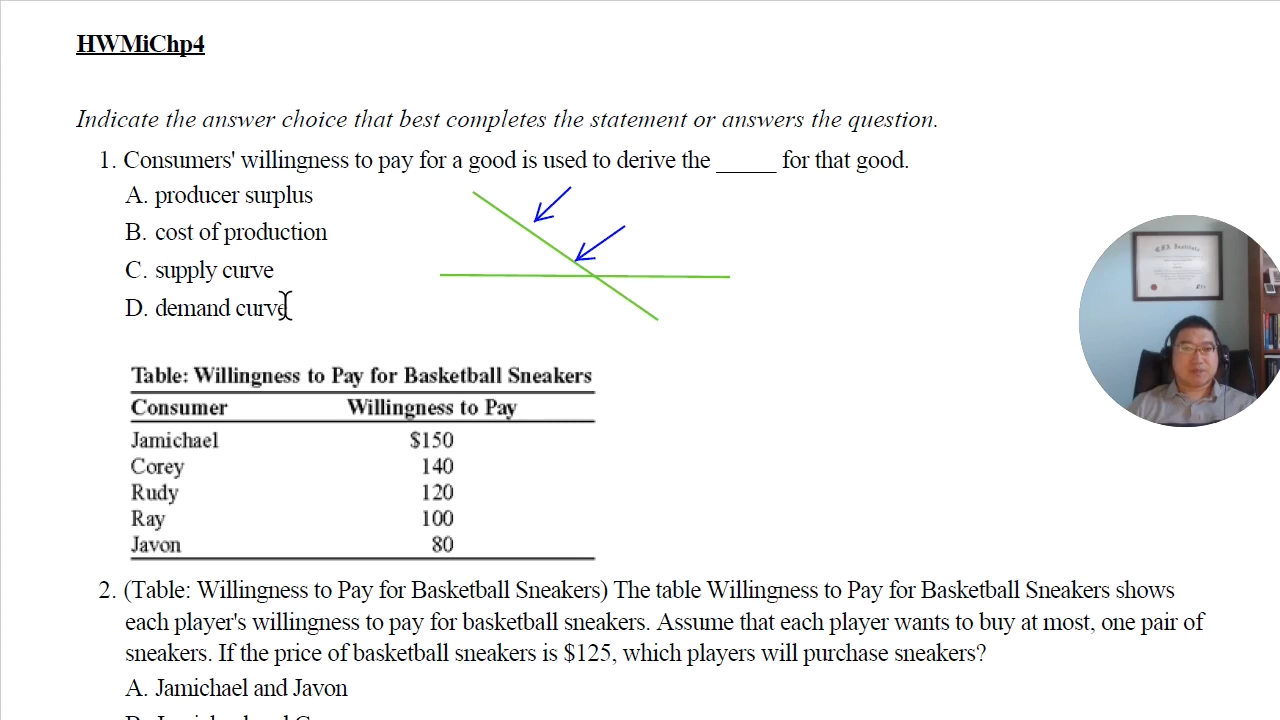 HWMiChp4
Indicate the answer choice that best completes the statement or answers the question.
1. Consumers' willingness to pay for a good is used to derive the _____ for that good.
A. producer surplus
B. cost of production
C. supply curve
D. demand curve
Table: Willingness to Pay for Basketball Sneakers
Consumer Willingness to Pay
Jamichael $150
Corey 140
Rudy 120
Ray 100
Javon 80
2. (Table: Willingness to Pay for Basketball Sneakers) The table Willingness to Pay for Basketball Sneakers shows
each player's willingness to pay for basketball sneakers. Assume that each player wants to buy at most, one pair of
sneakers. If the price of basketball sneakers is $125, which players will purchase sneakers?
A. Jamichael and Javon